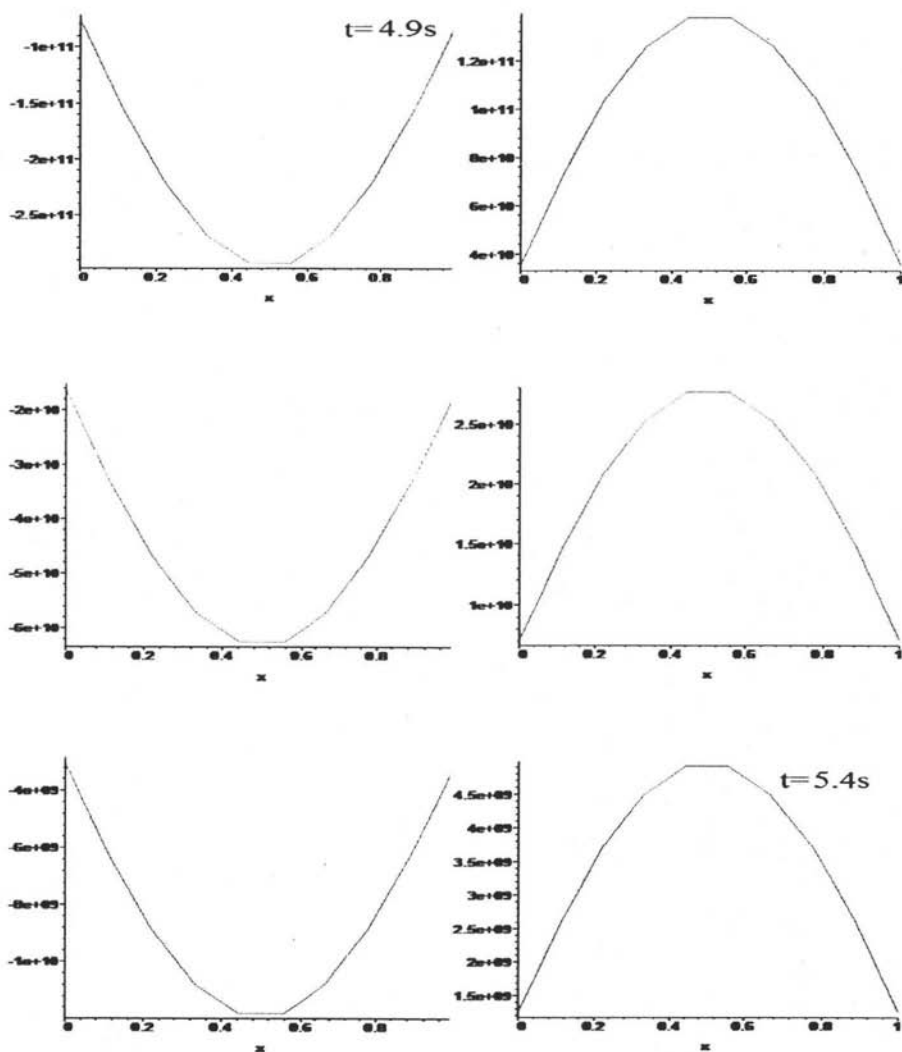 t=4.9s
-1e+11
-1.5e+11
-2e+11
-2.5e+11
0 0.2 0.4 0.6 0.8
x
1.2e+11
1e+11
8e+10
6e+10
4e+10
0 0.2 0.4 0.6 0.8 1
x
-2e+10
-3e+10
-4e+10
-5e+10
-6e+10
0 0.2 0.4 0.6 0.8
x
2.5e+10
2e+10
1.5e+10
1e+10
0 0.2 0.4 0.6 0.8 1
x
-4e+09
-6e+09
-8e+09
-1e+10
0 0.2 0.4 0.6 0.8
x
t=5.4s
4.5e+09
4e+09
3.5e+09
3e+09
2.5e+09
2e+09
1.5e+09
0 0.2 0.4 0.6 0.8 1
x